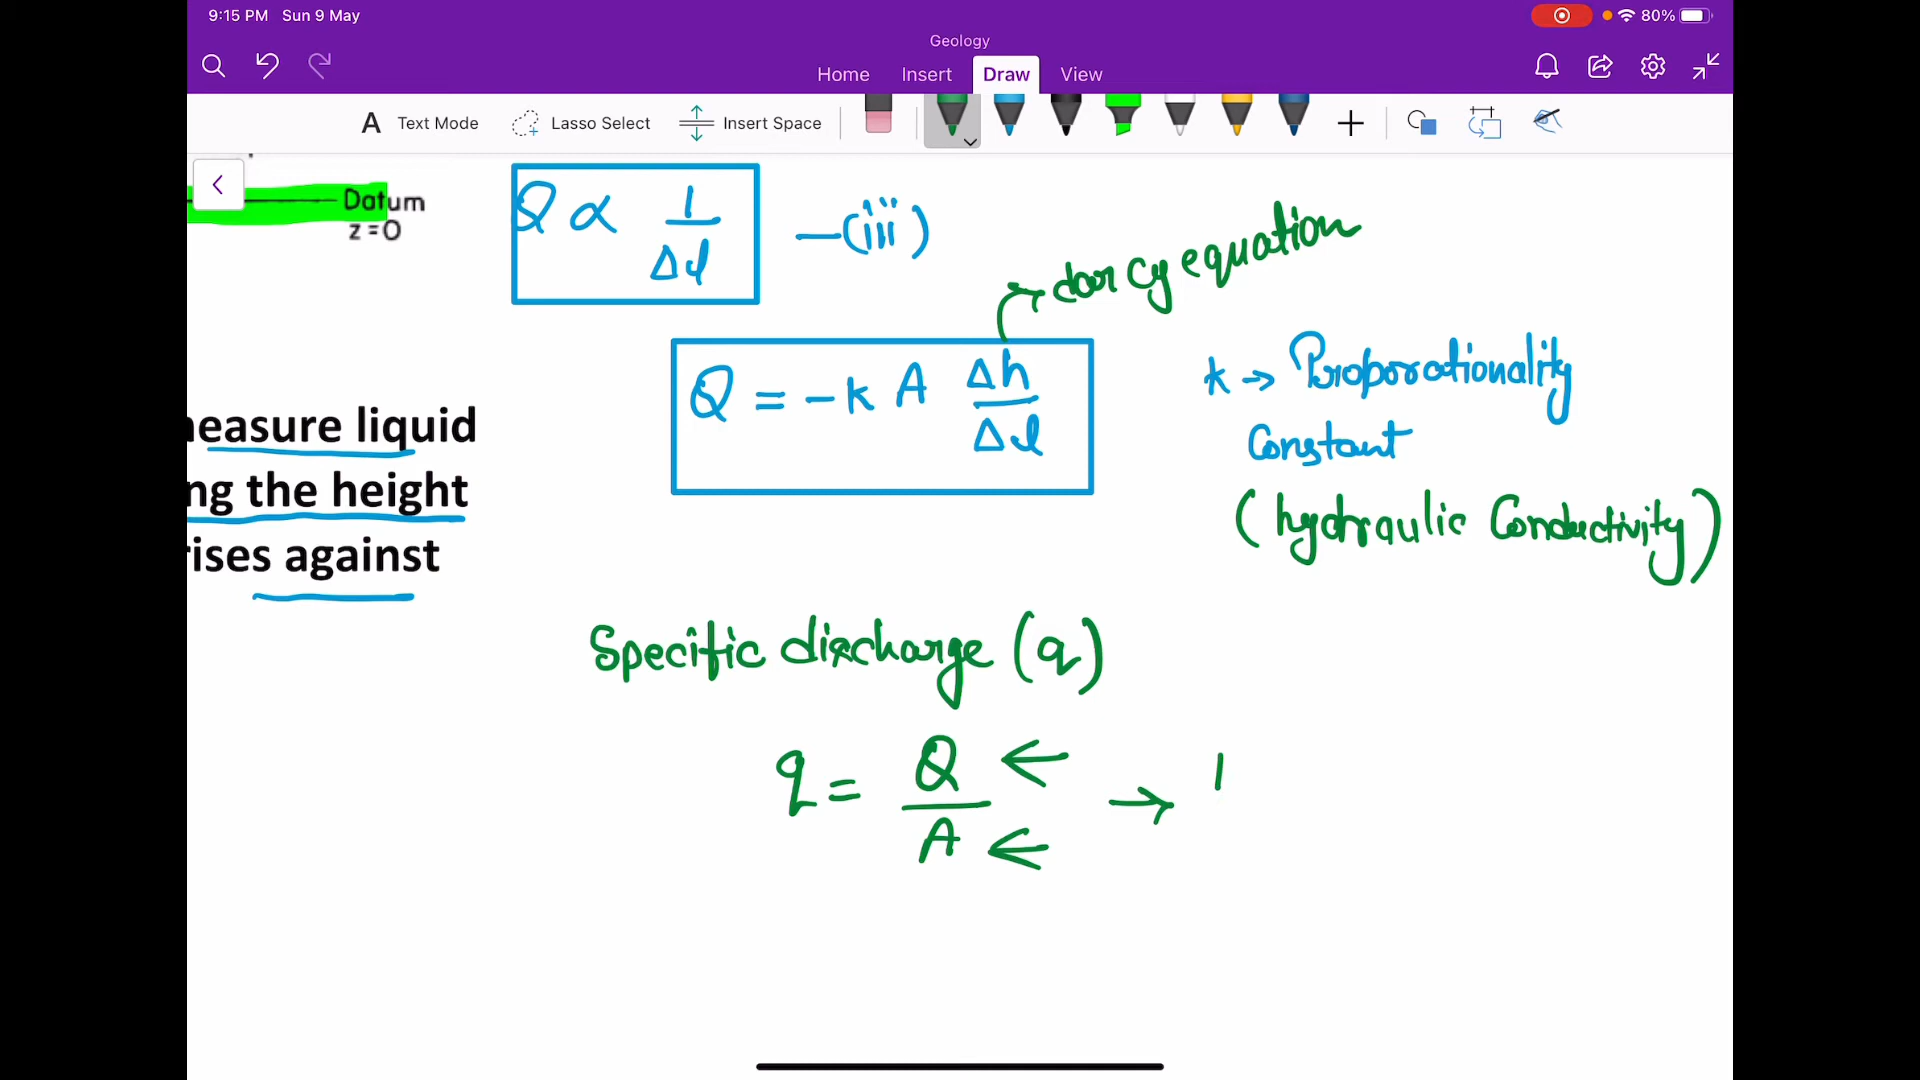 9:15 PM Sun 9 May
80%
Geology
Home Insert Draw View
A Text Mode Lasso Select Insert Space
Datum
z = 0
Q ∝ 1/Δl —(iii)
darcy equation
Q = -k A Δh/Δl
k → Proporationality
Constant
(hydraulic Conductivity)
easure liquid
ng the height
rises against
Specific discharge (q)
q = Q/A ← ← →